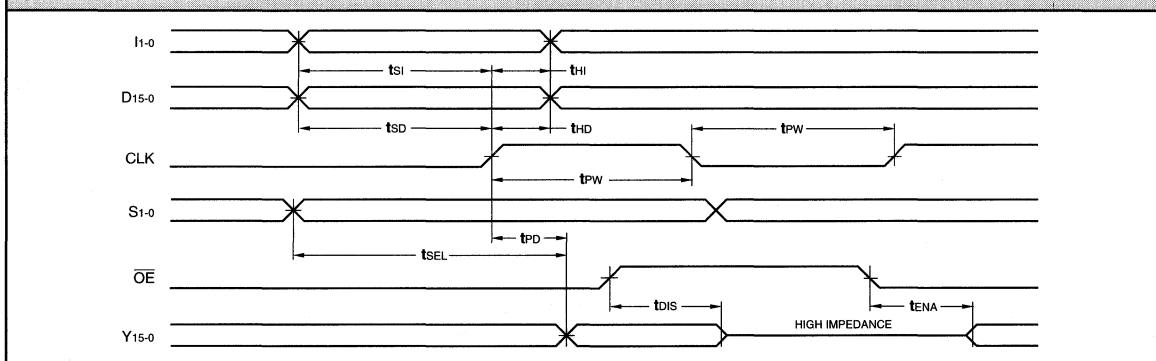 I1-0
tSI
tHI
D15-0
tSD
tHD
tPW
CLK
tPW
S1-0
tPD
tSEL
OE
tDIS
tENA
HIGH IMPEDANCE
Y15-0